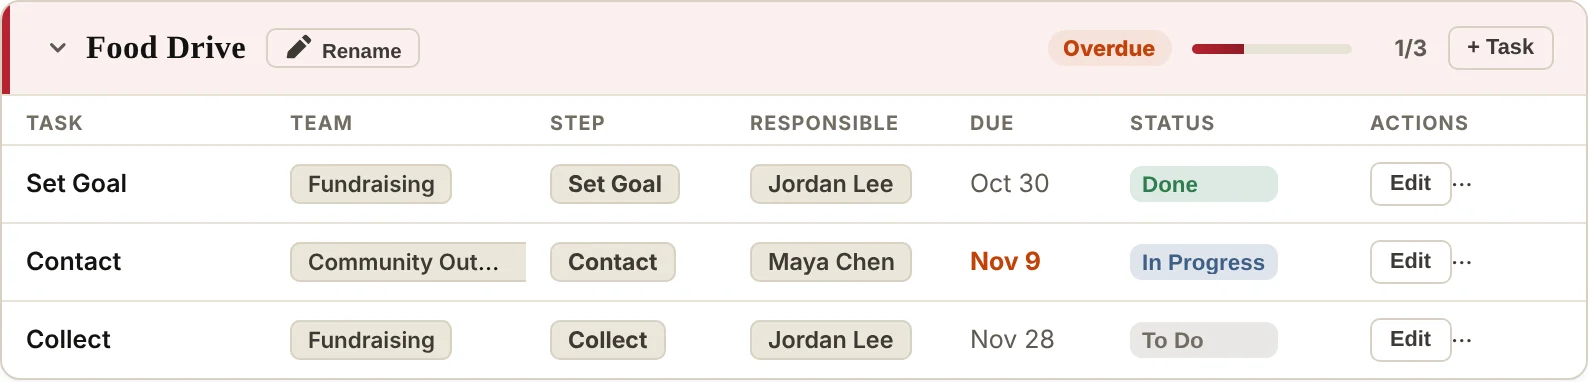 Food Drive Rename Overdue 1/3 + Task
TASK TEAM STEP RESPONSIBLE DUE STATUS ACTIONS
Set Goal Fundraising Set Goal Jordan Lee Oct 30 Done Edit ...
Contact Community Out... Contact Maya Chen Nov 9 In Progress Edit ...
Collect Fundraising Collect Jordan Lee Nov 28 To Do Edit ...